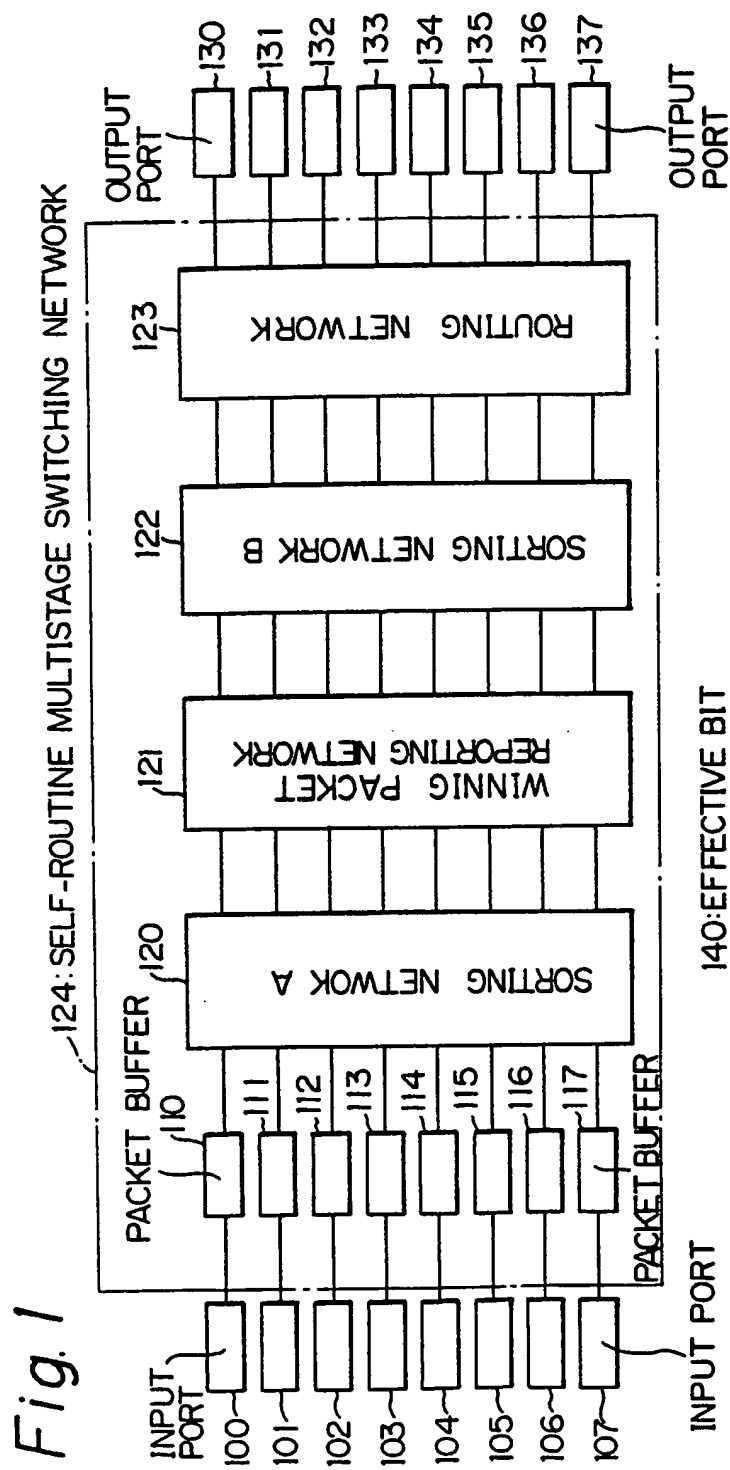 Fig. 1
124: SELF-ROUTINE MULTISTAGE SWITCHING NETWORK
INPUT
PORT
100
101
102
103
104
105
106
107
INPUT PORT
PACKET BUFFER
110
111
112
113
114
115
116
117
PACKET BUFFER
120
SORTING NETWOK A
121
WINNIG PACKET
REPORTING NETWORK
122
SORTING NETWORK B
123
ROUTING NETWORK
OUTPUT
PORT
130
131
132
133
134
135
136
137
OUTPUT
PORT
140: EFFECTIVE BIT